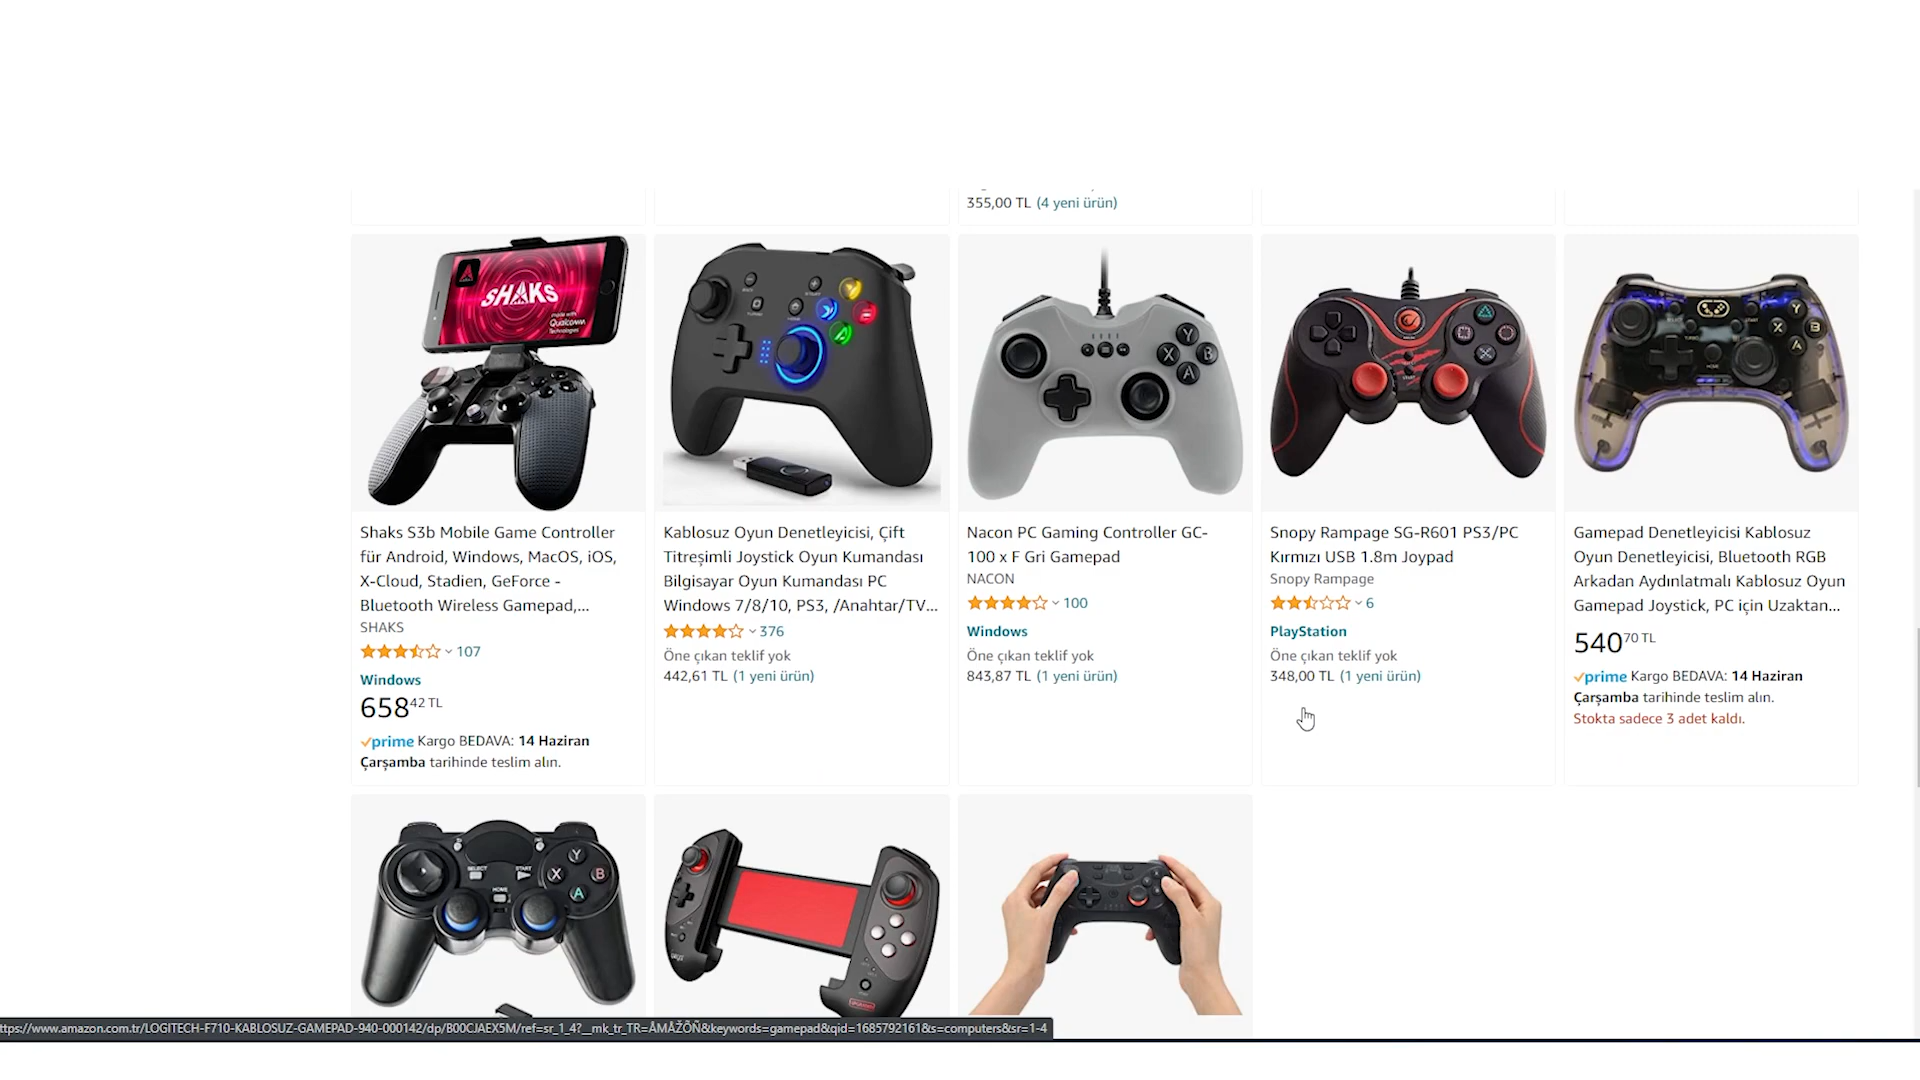 355,00 TL (4 yeni ürün)
SHAKS
made with
Qualcomm
Technologies
Y
X
B
A
Y
X
B
A
Shaks S3b Mobile Game Controller
für Android, Windows, MacOS, iOS,
X-Cloud, Stadien, GeForce -
Bluetooth Wireless Gamepad,...
SHAKS
107
Windows
658 42 TL
prime Kargo BEDAVA: 14 Haziran
Çarşamba tarihinde teslim alın.
Kablosuz Oyun Denetleyicisi, Çift
Titreşimli Joystick Oyun Kumandası
Bilgisayar Oyun Kumandası PC
Windows 7/8/10, PS3, /Anahtar/TV...
376
Öne çıkan teklif yok
442,61 TL (1 yeni ürün)
Nacon PC Gaming Controller GC-
100 x F Gri Gamepad
NACON
100
Windows
Öne çıkan teklif yok
843,87 TL (1 yeni ürün)
Snopy Rampage SG-R601 PS3/PC
Kırmızı USB 1.8m Joypad
Snopy Rampage
6
PlayStation
Öne çıkan teklif yok
348,00 TL (1 yeni ürün)
Gamepad Denetleyicisi Kablosuz
Oyun Denetleyicisi, Bluetooth RGB
Arkadan Aydınlatmalı Kablosuz Oyun
Gamepad Joystick, PC için Uzaktan...
540 70 TL
prime Kargo BEDAVA: 14 Haziran
Çarşamba tarihinde teslim alın.
Stokta sadece 3 adet kaldı.
SELECT
START
HOME
Y
X
B
A
ttps://www.amazon.com.tr/LOGITECH-F710-KABLOSUZ-GAMEPAD-940-000142/dp/B00CJAEX5M/ref=sr_1_4?__mk_tr_TR=ÅMÅŽÕÑ&keywords=gamepad&qid=1685792161&s=computers&sr=1-4